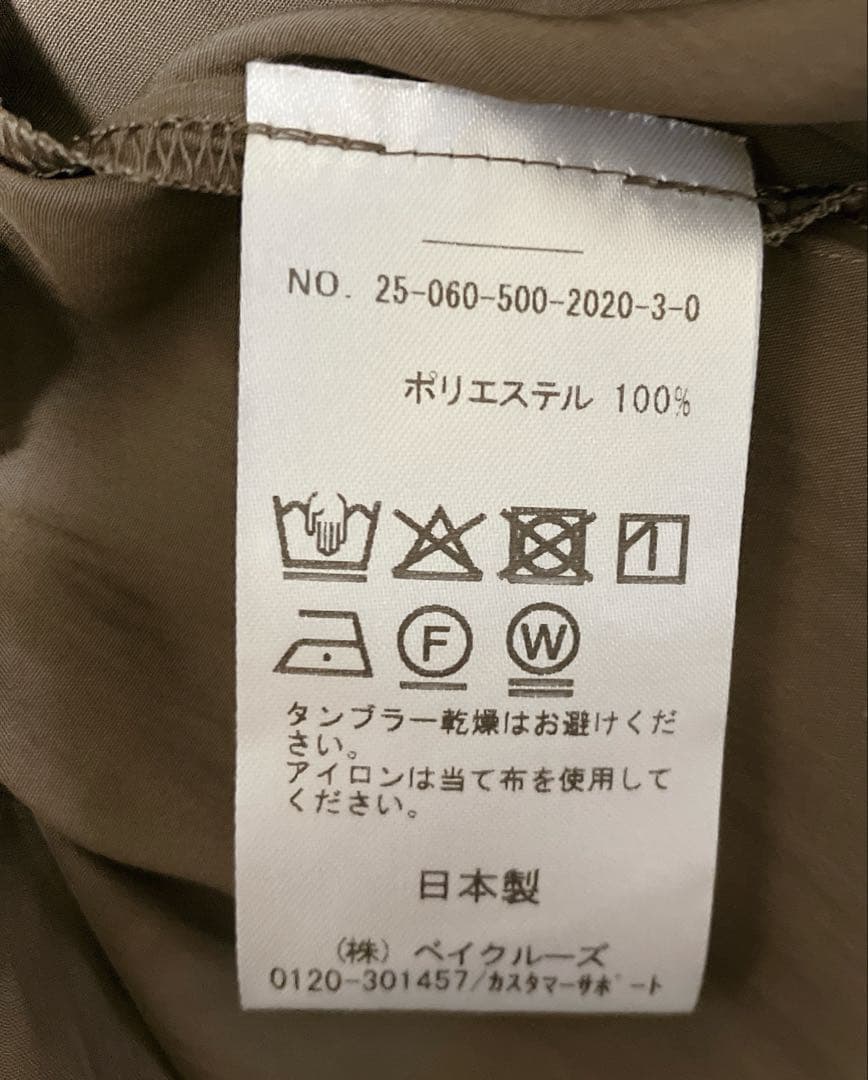 NO. 25-060-500-2020-3-0
ポリエステル 100%
F W
タンブラー乾燥はお避けくだ
さい。
アイロンは当て布を使用して
ください。
日本製
(株) ベイクルーズ
0120-301457/カスタマーサポート